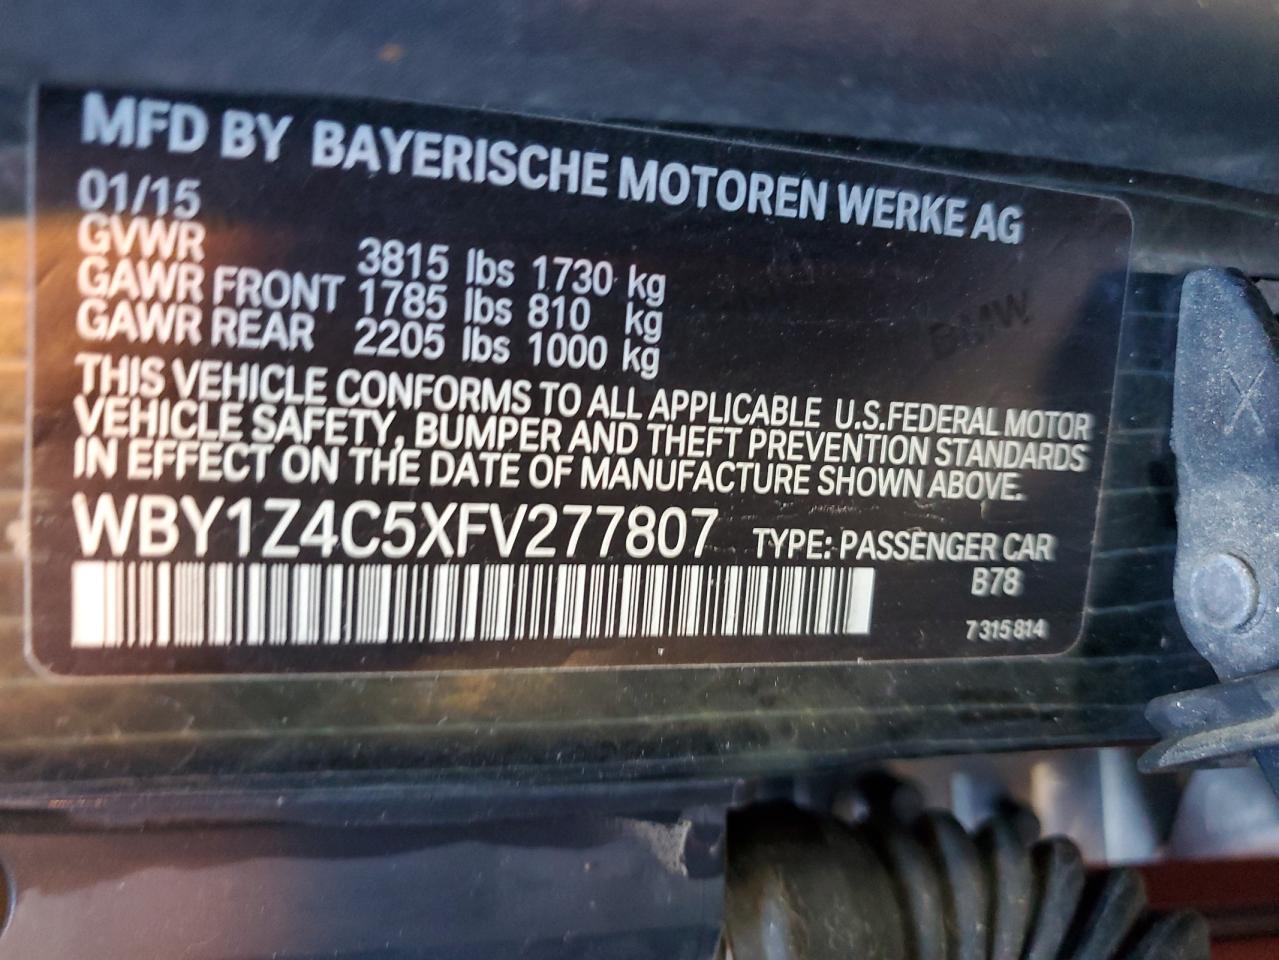 MFD BY BAYERISCHE MOTOREN WERKE AG
01/15
GVWR 3815 lbs 1730 kg
GAWR FRONT 1785 lbs 810 kg
GAWR REAR 2205 lbs 1000 kg
BMW
THIS VEHICLE CONFORMS TO ALL APPLICABLE U.S.FEDERAL MOTOR
VEHICLE SAFETY, BUMPER AND THEFT PREVENTION STANDARDS
IN EFFECT ON THE DATE OF MANUFACTURE SHOWN ABOVE.
WBY1Z4C5XFV277807 TYPE: PASSENGER CAR
B78
7 315 814